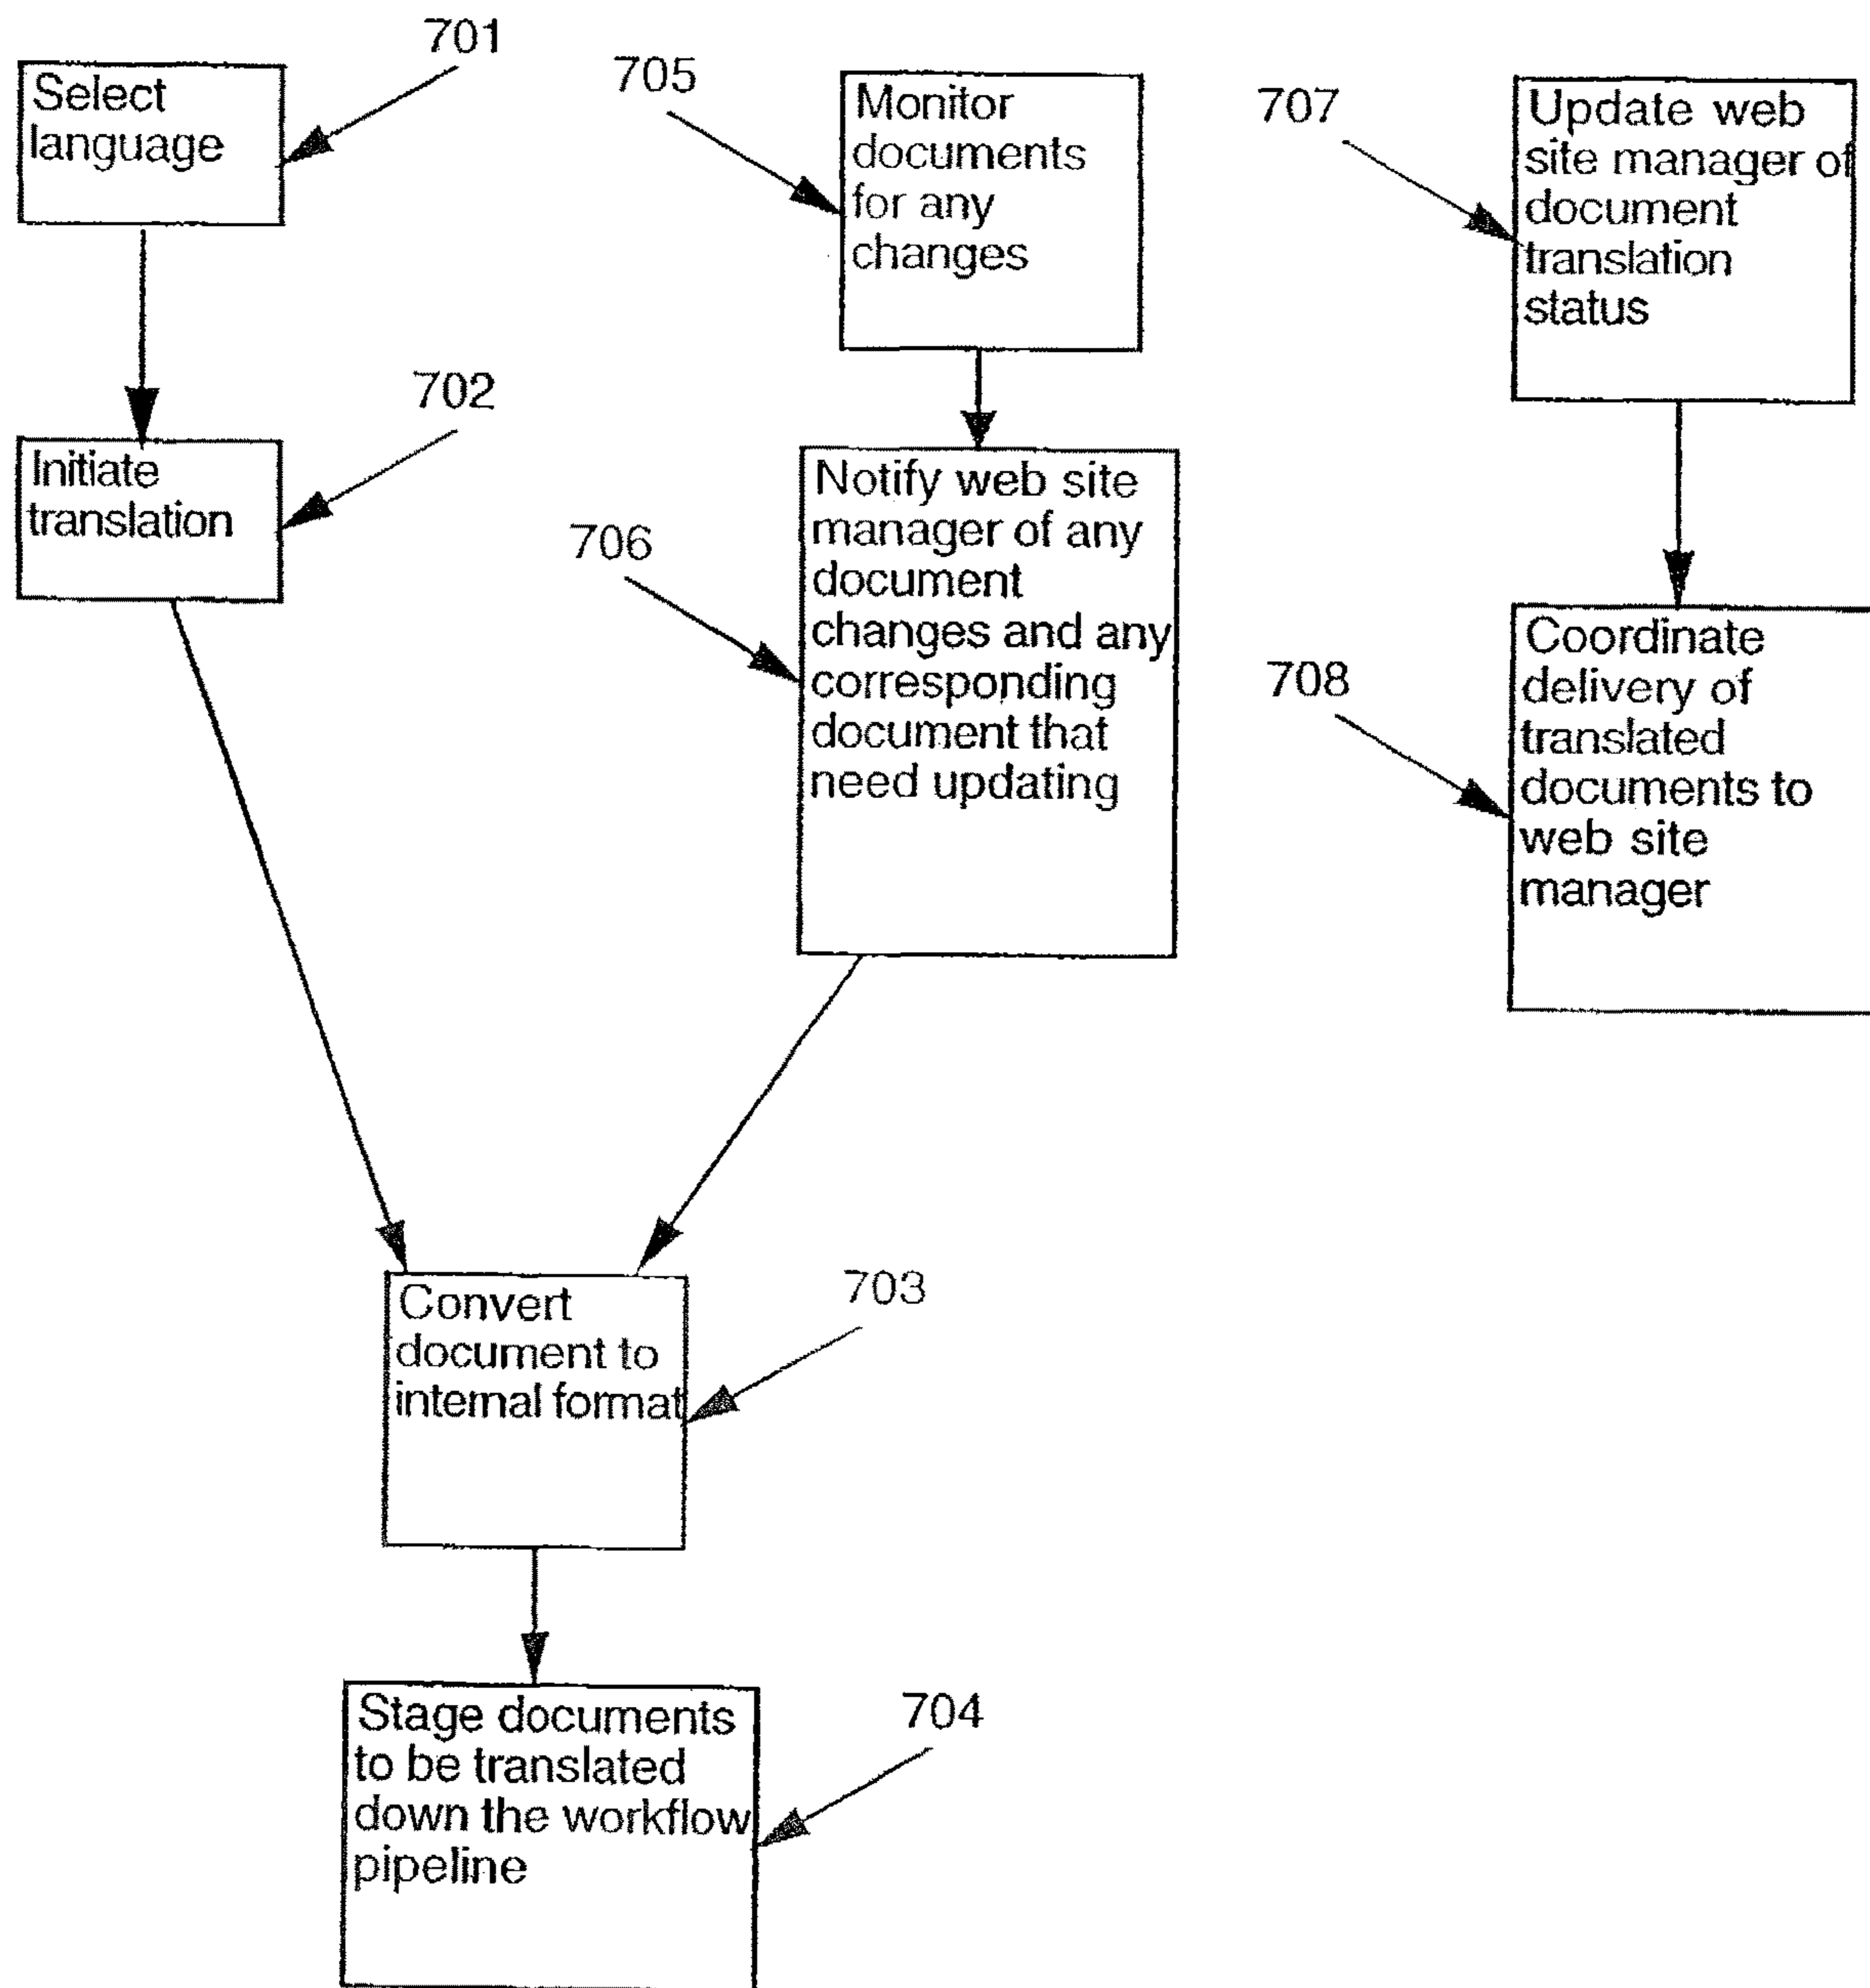 701
Select
language
702
Initiate
translation
705
Monitor
documents
for any
changes
706
Notify web site
manager of any
document
changes and any
corresponding
document that
need updating
707
Update web
site manager of
document
translation
status
708
Coordinate
delivery of
translated
documents to
web site
manager
703
Convert
document to
internal format
704
Stage documents
to be translated
down the workflow
pipeline